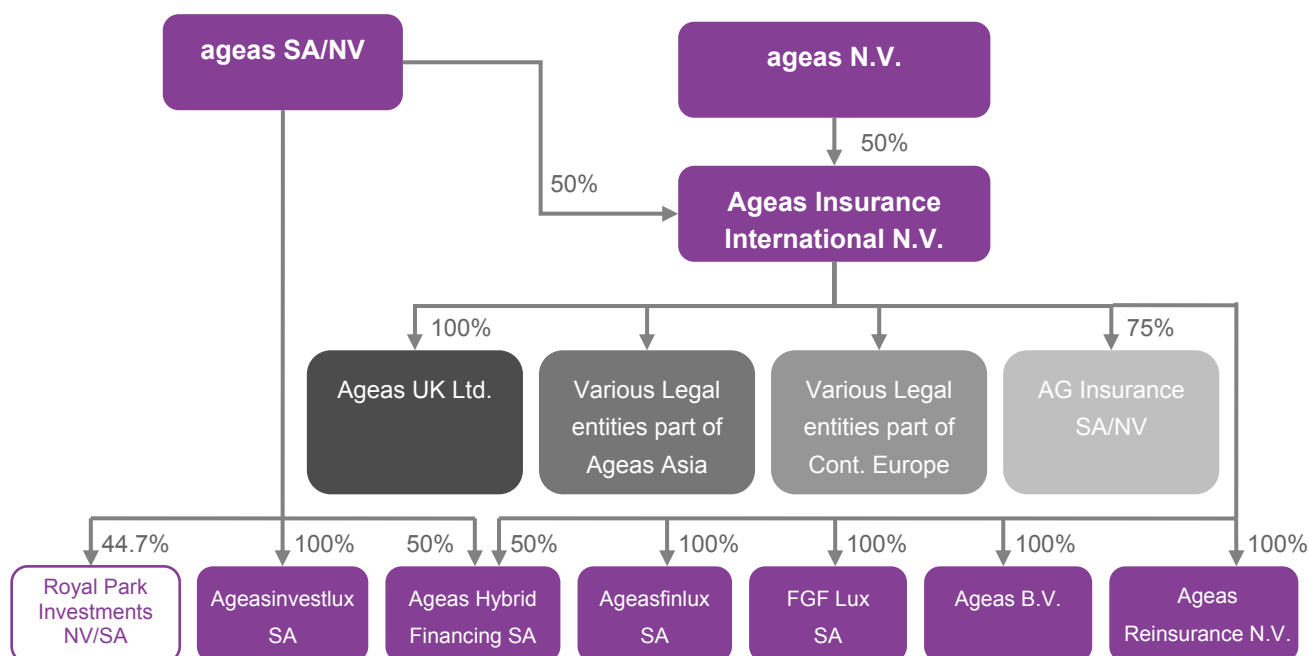 ageas SA/NV
ageas N.V.
50%
50%
Ageas Insurance
International N.V.
100%
75%
Ageas UK Ltd.
Various Legal
entities part of
Ageas Asia
Various Legal
entities part of
Cont. Europe
AG Insurance
SA/NV
44.7%
100%
50%
50%
100%
100%
100%
100%
Royal Park
Investments
NV/SA
Ageasinvestlux
SA
Ageas Hybrid
Financing SA
Ageasfinlux
SA
FGF Lux
SA
Ageas B.V.
Ageas
Reinsurance N.V.